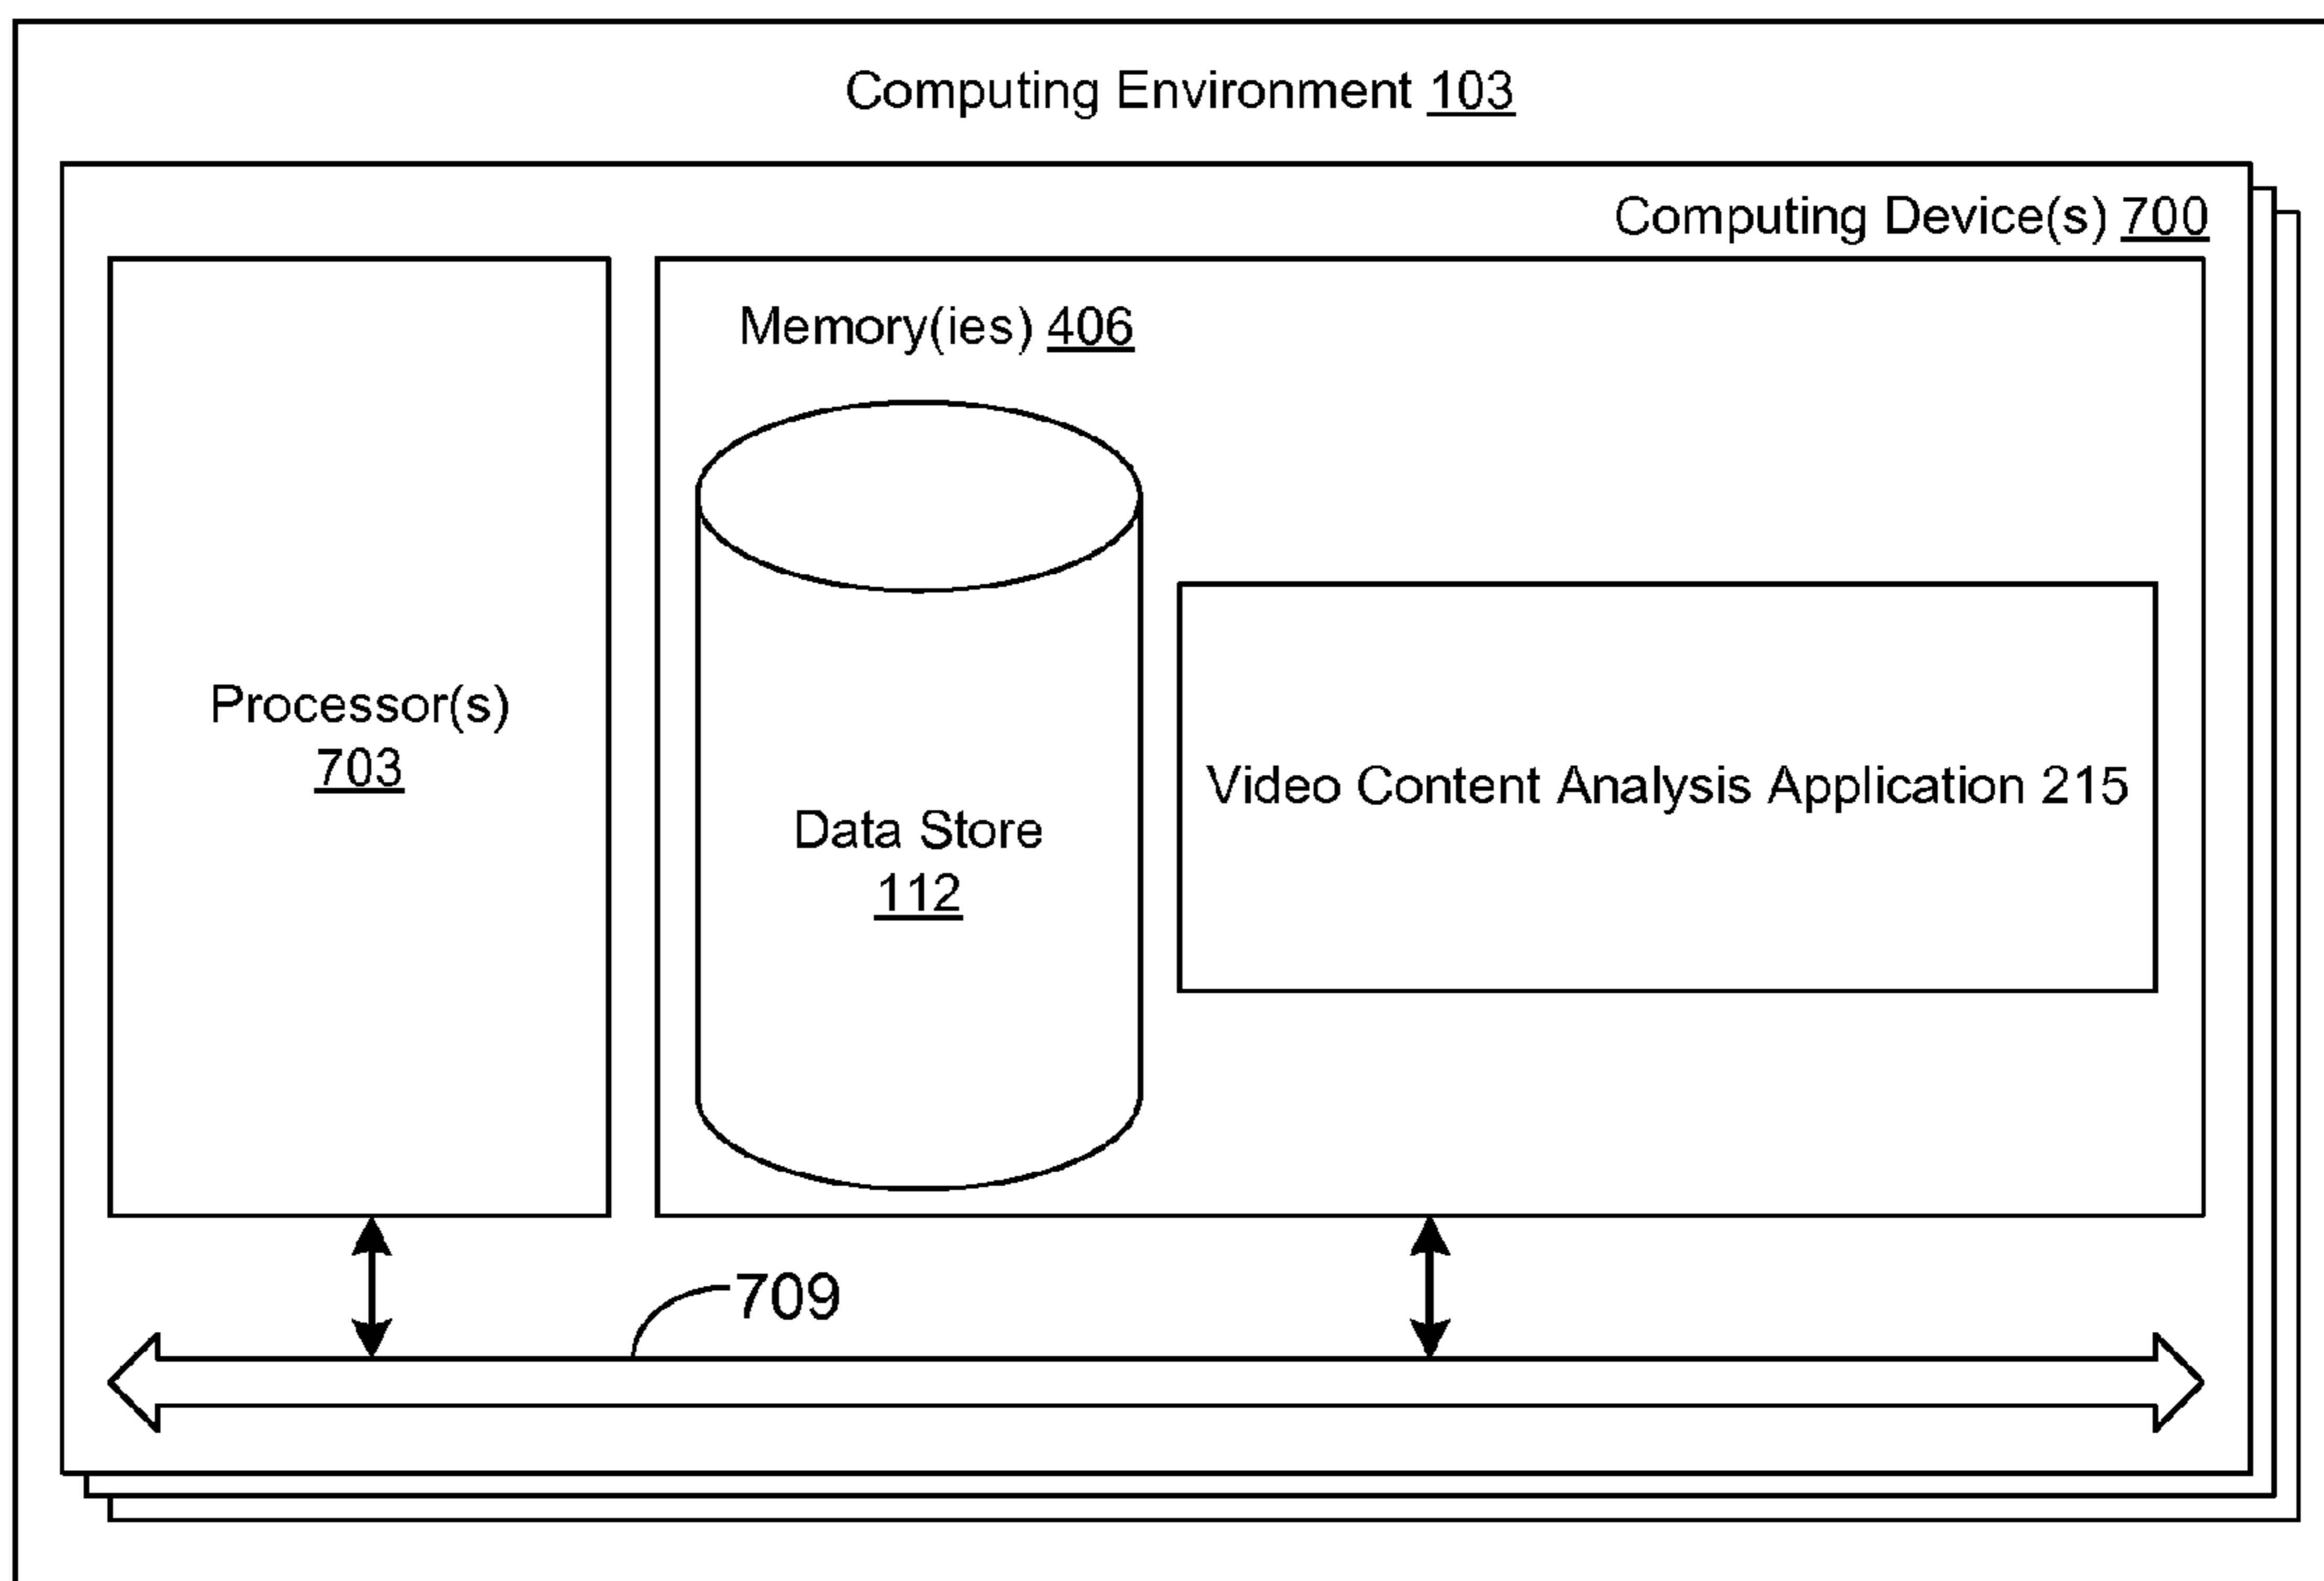 Computing Environment 103
Computing Device(s) 700
Memory(ies) 406
Processor(s)
703
Data Store
112
Video Content Analysis Application 215
709